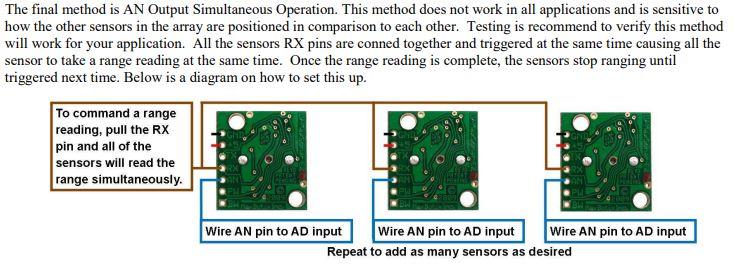 The final method is AN Output Simultaneous Operation. This method does not work in all applications and is sensitive to
how the other sensors in the array are positioned in comparison to each other.  Testing is recommend to verify this method
will work for your application.  All the sensors RX pins are conned together and triggered at the same time causing all the
sensor to take a range reading at the same time.  Once the range reading is complete, the sensors stop ranging until
triggered next time. Below is a diagram on how to set this up.
To command a range
reading, pull the RX
pin and all of the
sensors will read the
range simultaneously.
Wire AN pin to AD input
Wire AN pin to AD input
Wire AN pin to AD input
Repeat to add as many sensors as desired